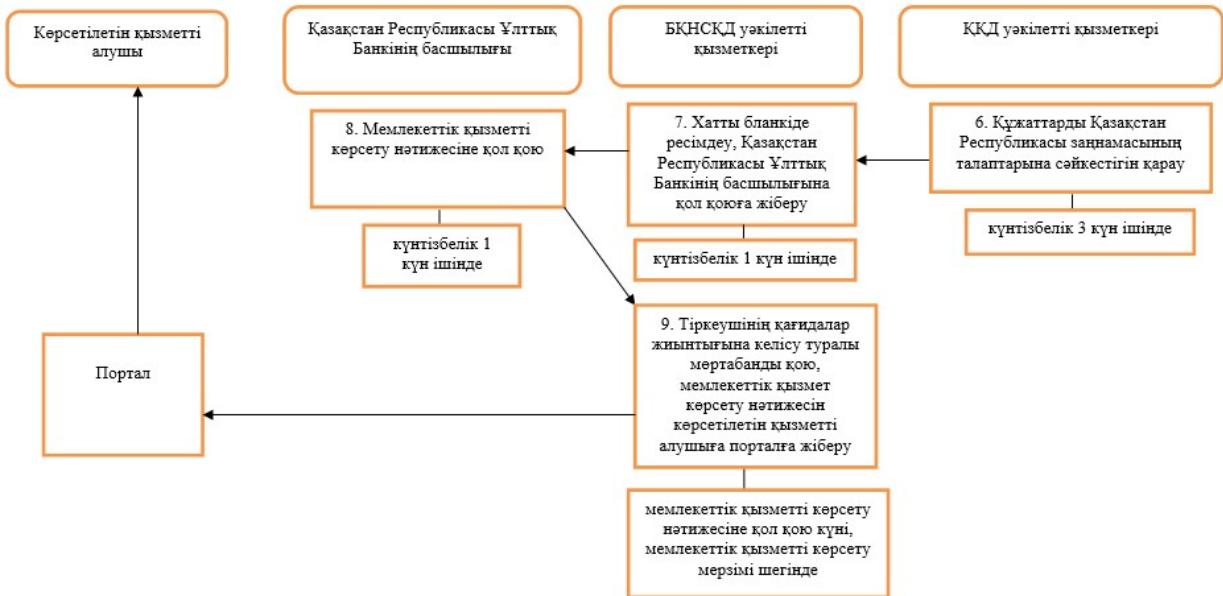 Көрсетілетін қызметті
алушы
Қазақстан Республикасы Ұлттық
Банкінің басшылығы
БҚНСҚД уәкілетті
қызметкері
ҚҚД уәкілетті қызметкері
8. Мемлекеттік қызметті
көрсету нәтижесіне қол қою
7. Хатты бланкіде
ресімдеу, Қазақстан
Республикасы Ұлттық
Банкінің басшылығына
қол қоюға жіберу
6. Құжаттарды Қазақстан
Республикасы заңнамасының
талаптарына сәйкестігін қарау
күнтізбелік 1
күн ішінде
күнтізбелік 1 күн ішінде
күнтізбелік 3 күн ішінде
Портал
9. Тіркеушінің қағидалар
жиынтығына келісу туралы
мөртабанды қою,
мемлекеттік қызмет
көрсету нәтижесін
көрсетілетін қызметті
алушыға порталға жіберу
мемлекеттік қызметті көрсету
нәтижесіне қол қою күні,
мемлекеттік қызметті көрсету
мерзімі шегінде